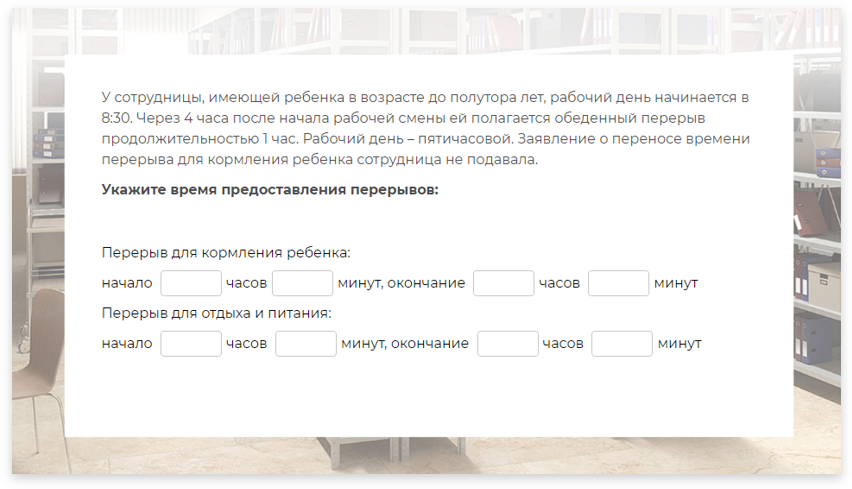 У сотрудницы, имеющей ребенка в возрасте до полутора лет, рабочий день начинается в
8:30. Через 4 часа после начала рабочей смены ей полагается обеденный перерыв
продолжительностью 1 час. Рабочий день – пятичасовой. Заявление о переносе времени
перерыва для кормления ребенка сотрудница не подавала.
Укажите время предоставления перерывов:
Перерыв для кормления ребенка:
начало часов минут, окончание часов минут
Перерыв для отдыха и питания:
начало часов минут, окончание часов минут